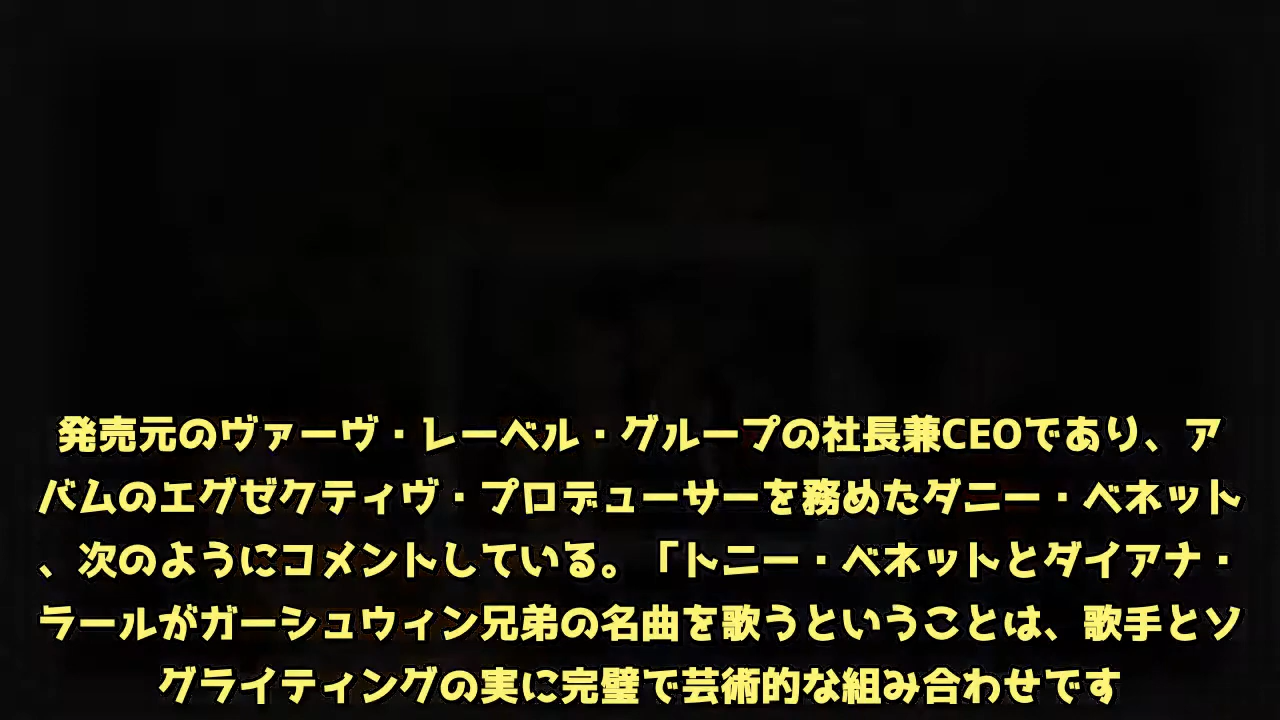 発売元のヴァーヴ・レーベル・グループの社長兼CEOであり、ア
バムのエグゼクティヴ・プロデューサーを務めたダニー・ベネット
、次のようにコメントしている。「トニー・ベネットとダイアナ・
ラールがガーシュウィン兄弟の名曲を歌うということは、歌手とソ
グライティングの実に完璧で芸術的な組み合わせです